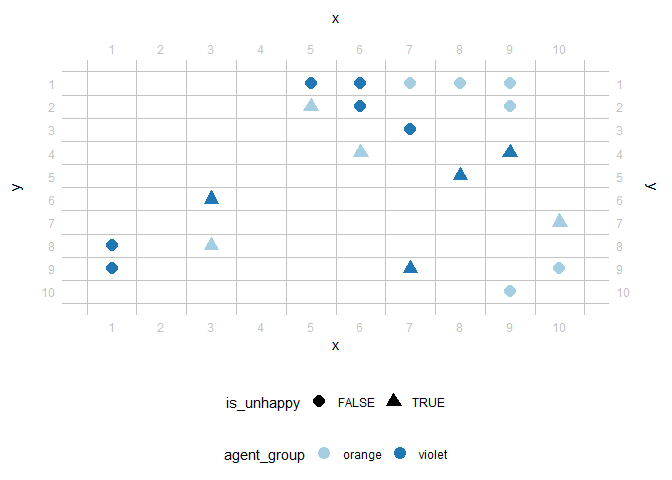 x
1 2 3 4 5 6 7 8 9 10
1 1
2 2
3 3
4 4
5 5
y y
6 6
7 7
8 8
9 9
10 10
1 2 3 4 5 6 7 8 9 10
x
is_unhappy FALSE TRUE
agent_group orange violet